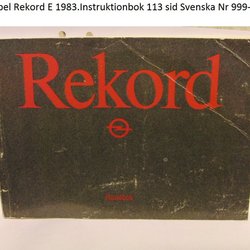 pel Rekord E 1983.Instruktionbok 113 sid Svenska Nr 999-
Rekord